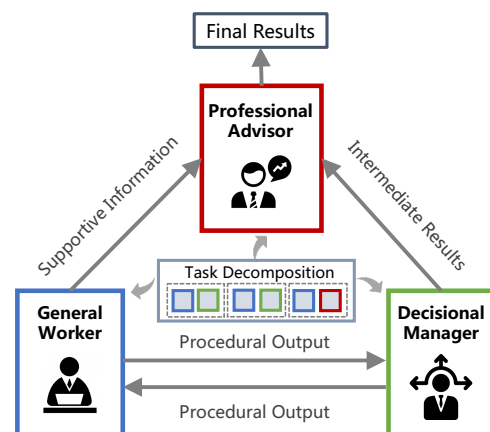 Final Results
Professional
Advisor
Supportive Information
Intermediate Results
Task Decomposition
General
Worker
Decisional
Manager
Procedural Output
Procedural Output